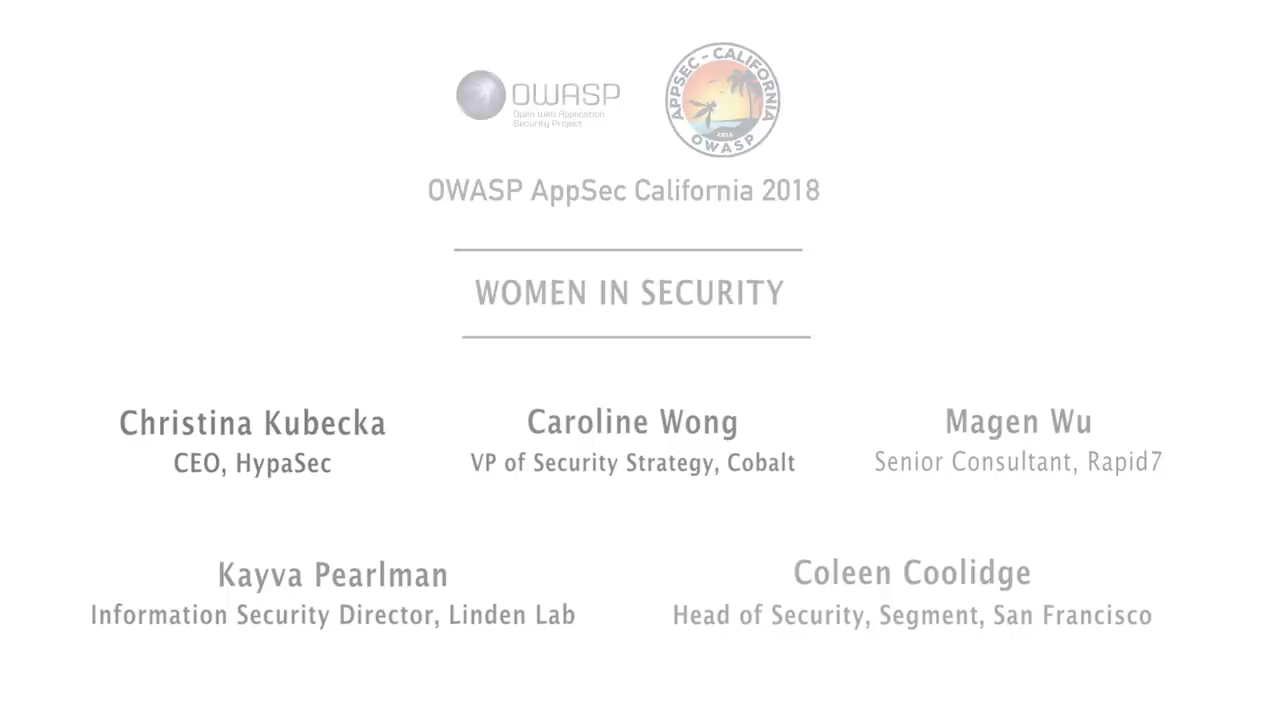 OWASP
Open Web Application
Security Project
APPSEC - CALIFORNIA
OWASP
OWASP AppSec California 2018
WOMEN IN SECURITY
Christina Kubecka
CEO, HypaSec
Caroline Wong
VP of Security Strategy, Cobalt
Magen Wu
Senior Consultant, Rapid7
Kayva Pearlman
Information Security Director, Linden Lab
Coleen Coolidge
Head of Security, Segment, San Francisco